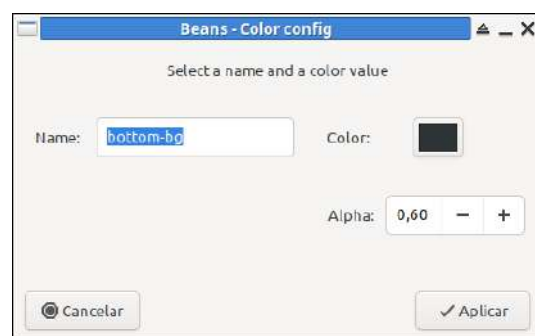 Beans - Color config
Select a name and a color value
Name: bottom-bg Color:
Alpha: 0,60 − +
Cancelar Aplicar